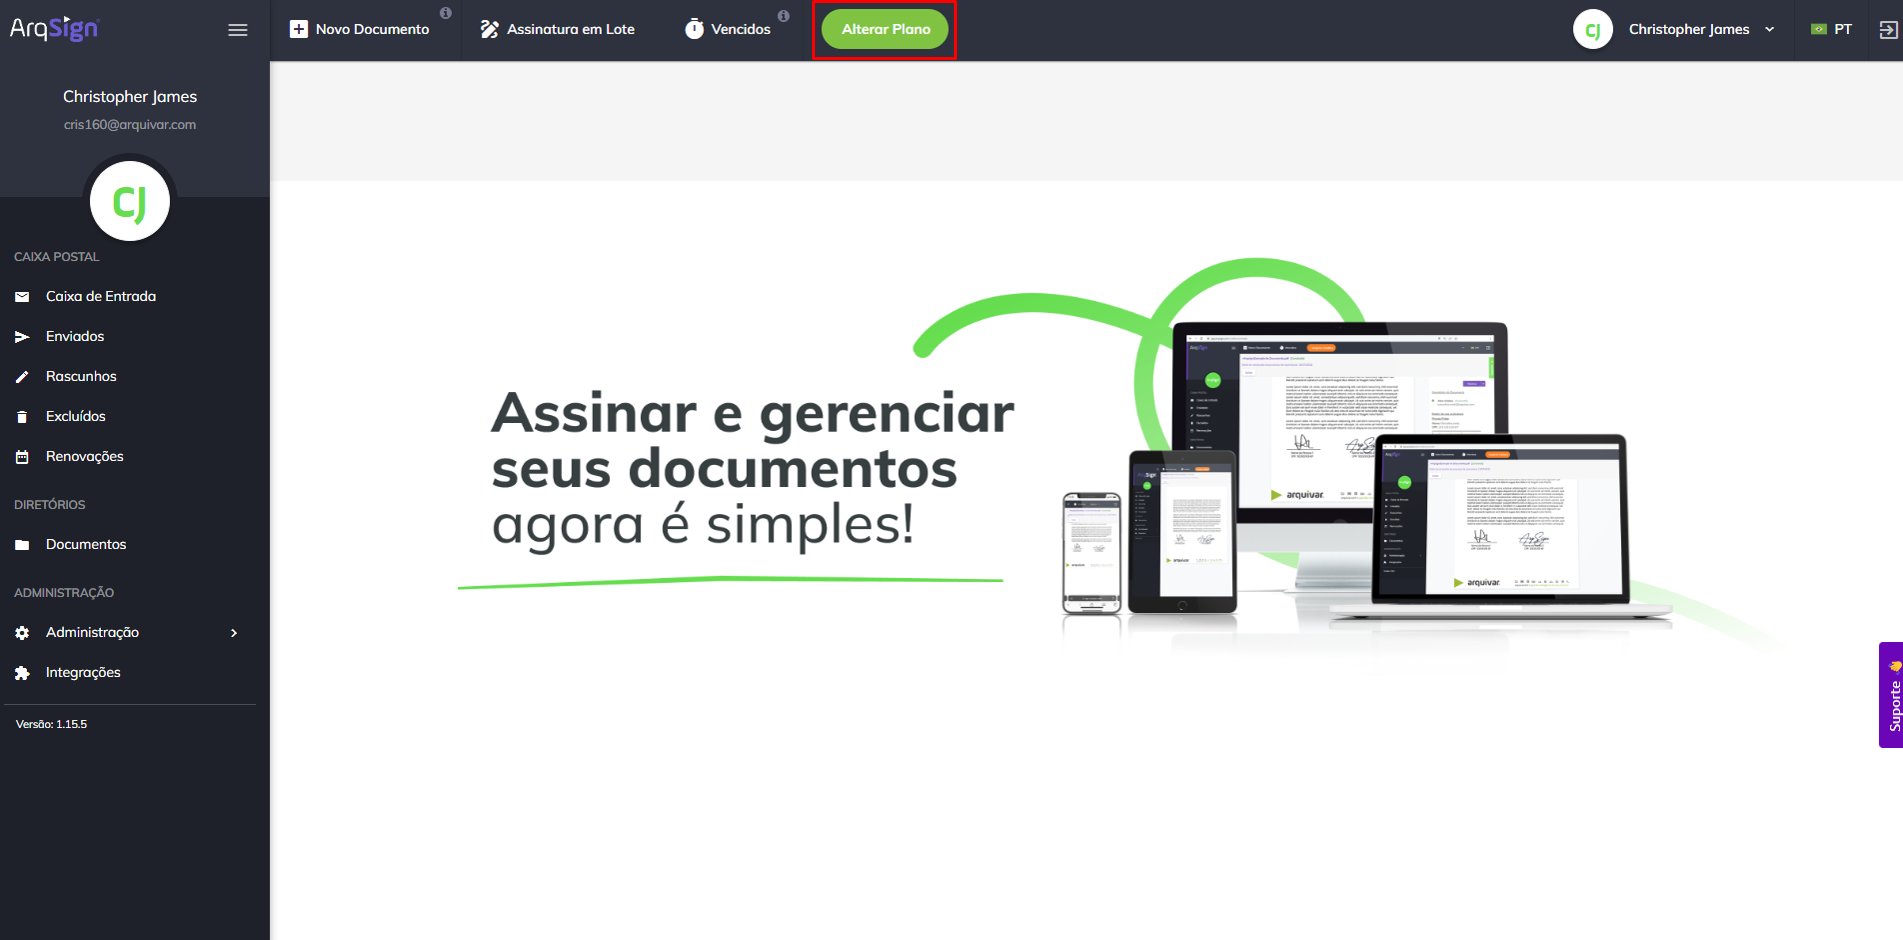 ArqSign
Novo Documento
Assinatura em Lote
Vencidos
Alterar Plano
CJ
Christopher James
PT
Christopher James
cris160@arquivar.com
CJ
CAIXA POSTAL
Caixa de Entrada
Enviados
Rascunhos
Excluídos
Renovações
DIRETÓRIOS
Documentos
ADMINISTRAÇÃO
Administração
Integrações
Versão: 1.15.5
Assinar e gerenciar
seus documentos
agora é simples!
arquivar
arquivar
arquivar
arquivar
Suporte